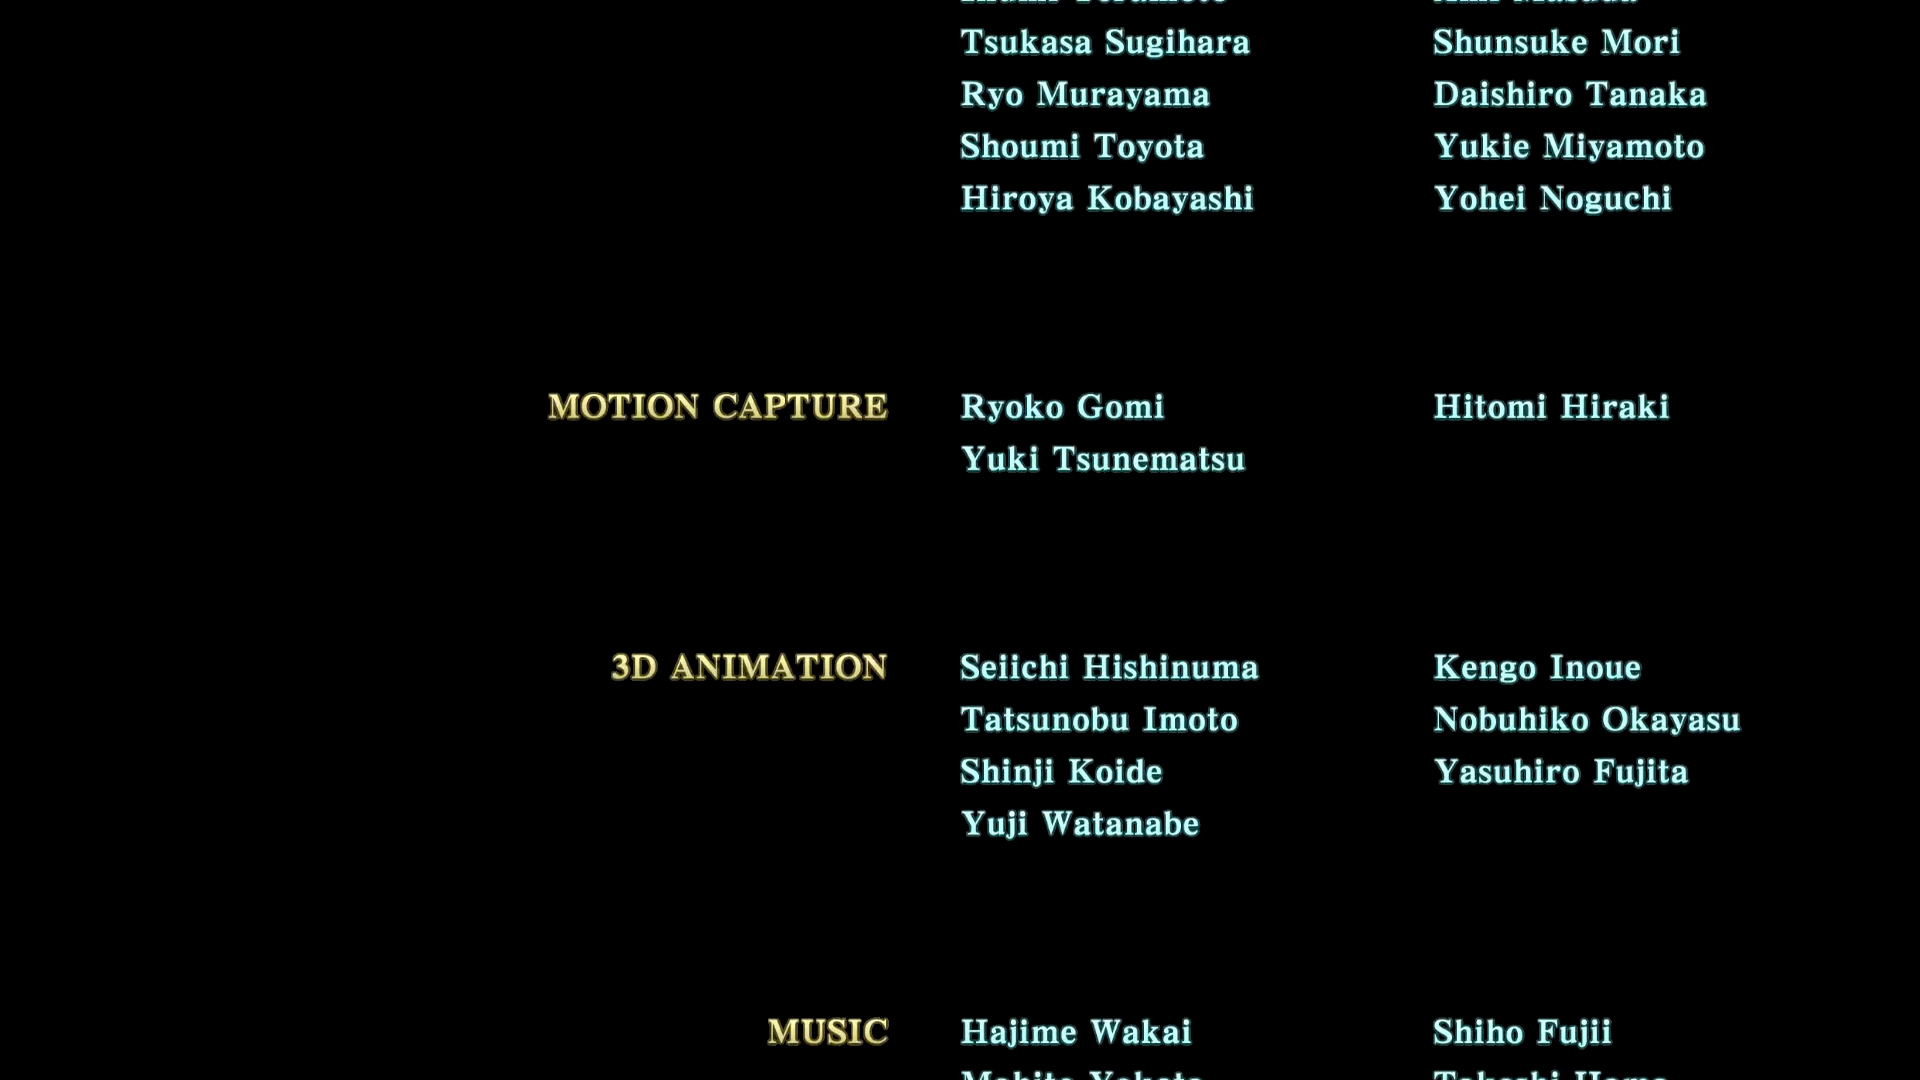 Tsukasa Sugihara Shunsuke Mori
Ryo Murayama Daishiro Tanaka
Shoumi Toyota Yukie Miyamoto
Hiroya Kobayashi Yohei Noguchi
MOTION CAPTURE Ryoko Gomi Hitomi Hiraki
Yuki Tsunematsu
3D ANIMATION Seiichi Hishinuma Kengo Inoue
Tatsunobu Imoto Nobuhiko Okayasu
Shinji Koide Yasuhiro Fujita
Yuji Watanabe
MUSIC Hajime Wakai Shiho Fujii